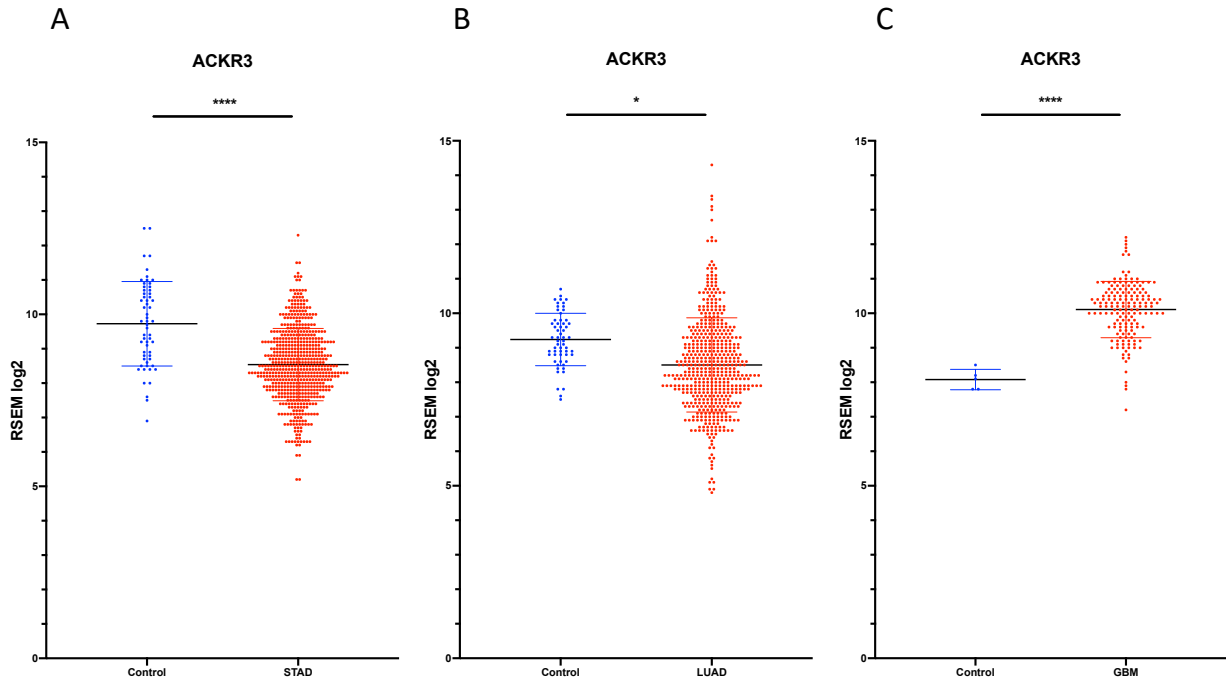 A
ACKR3
****
RSEM log2
15
10
5
0
Control
STAD
B
ACKR3
*
RSEM log2
15
10
5
0
Control
LUAD
C
ACKR3
****
RSEM log2
15
10
5
0
Control
GBM